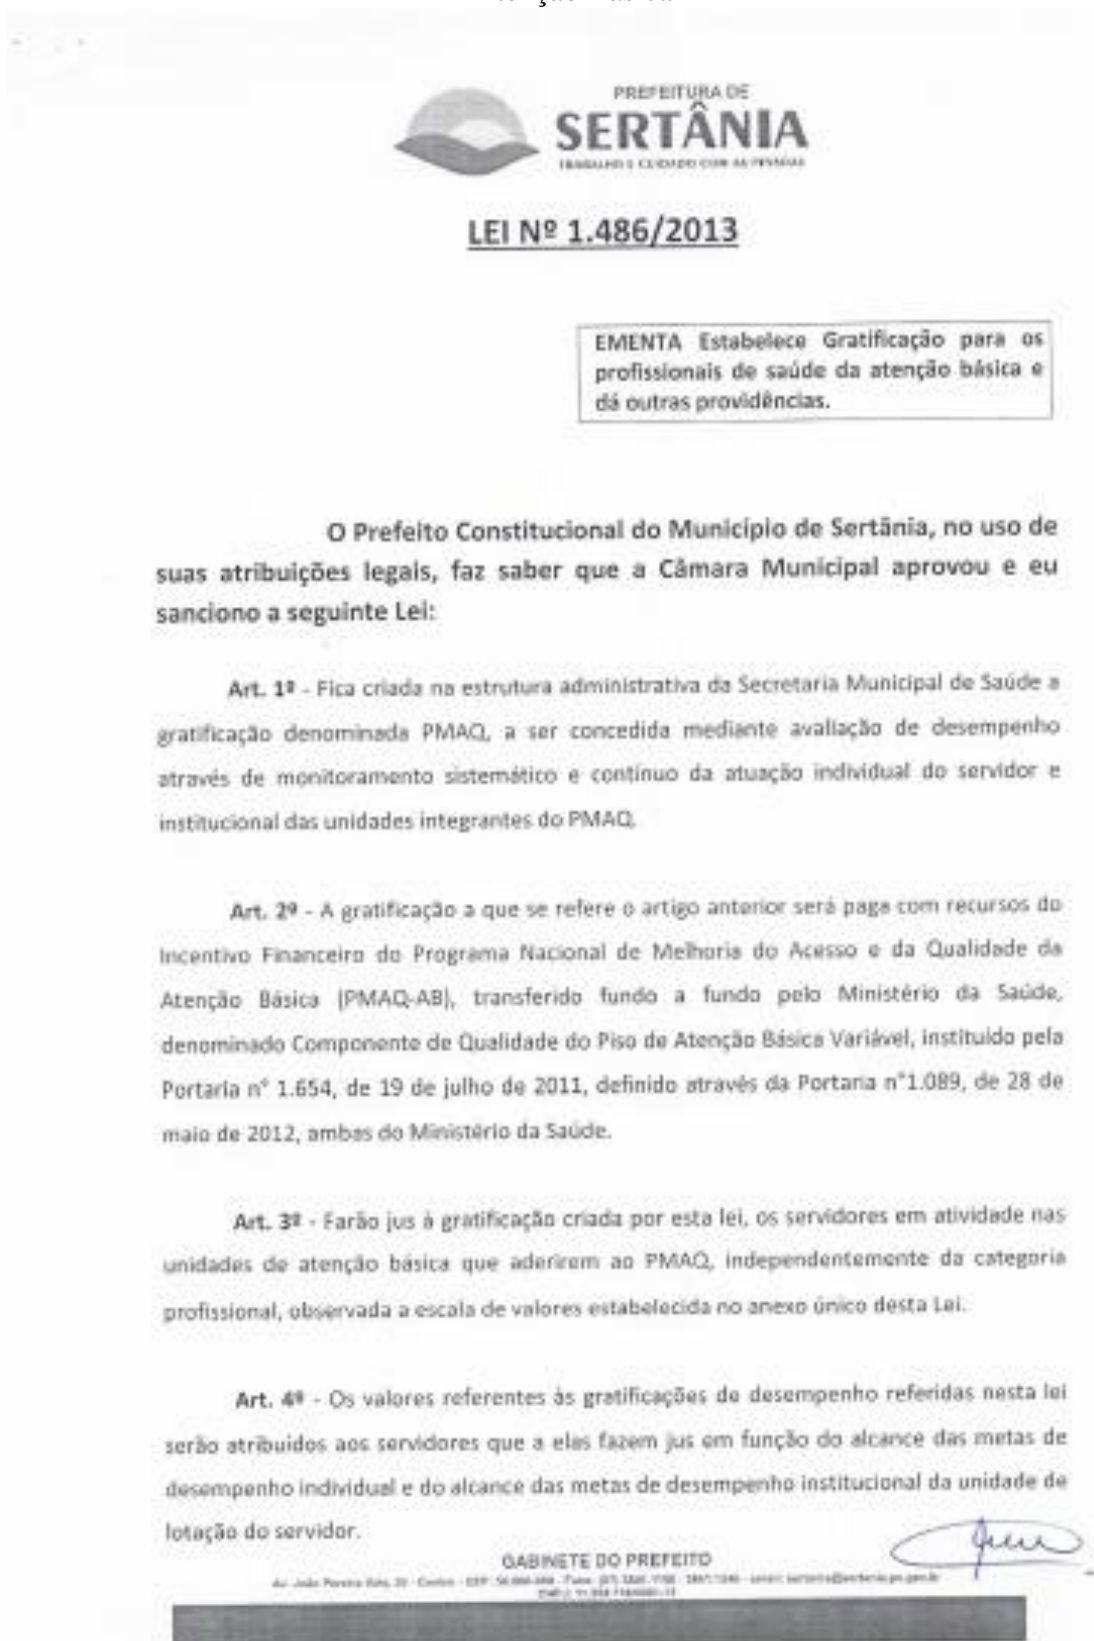 PREFEITURA DE
SERTÂNIA
TRABALHO E CUIDADO COM AS PESSOAS
LEI Nº 1.486/2013
EMENTA Estabelece Gratificação para os
profissionais de saúde da atenção básica e
dá outras providências.
O Prefeito Constitucional do Município de Sertânia, no uso de
suas atribuições legais, faz saber que a Câmara Municipal aprovou e eu
sanciono a seguinte Lei:
Art. 1º - Fica criada na estrutura administrativa da Secretaria Municipal de Saúde a
gratificação denominada PMAQ, a ser concedida mediante avaliação de desempenho
através de monitoramento sistemático e contínuo da atuação individual do servidor e
institucional das unidades integrantes do PMAQ.
Art. 2º - A gratificação a que se refere o artigo anterior será paga com recursos do
Incentivo Financeiro do Programa Nacional de Melhoria do Acesso e da Qualidade da
Atenção Básica (PMAQ-AB), transferido fundo a fundo pelo Ministério da Saúde,
denominado Componente de Qualidade do Piso de Atenção Básica Variável, instituído pela
Portaria n° 1.654, de 19 de julho de 2011, definido através da Portaria n°1.089, de 28 de
maio de 2012, ambas do Ministério da Saúde.
Art. 3º - Farão jus à gratificação criada por esta lei, os servidores em atividade nas
unidades de atenção básica que aderirem ao PMAQ, independentemente da categoria
profissional, observada a escala de valores estabelecida no anexo único desta Lei.
Art. 4º - Os valores referentes às gratificações de desempenho referidas nesta lei
serão atribuídos aos servidores que a elas fazem jus em função do alcance das metas de
desempenho individual e do alcance das metas de desempenho institucional da unidade de
lotação do servidor.
GABINETE DO PREFEITO